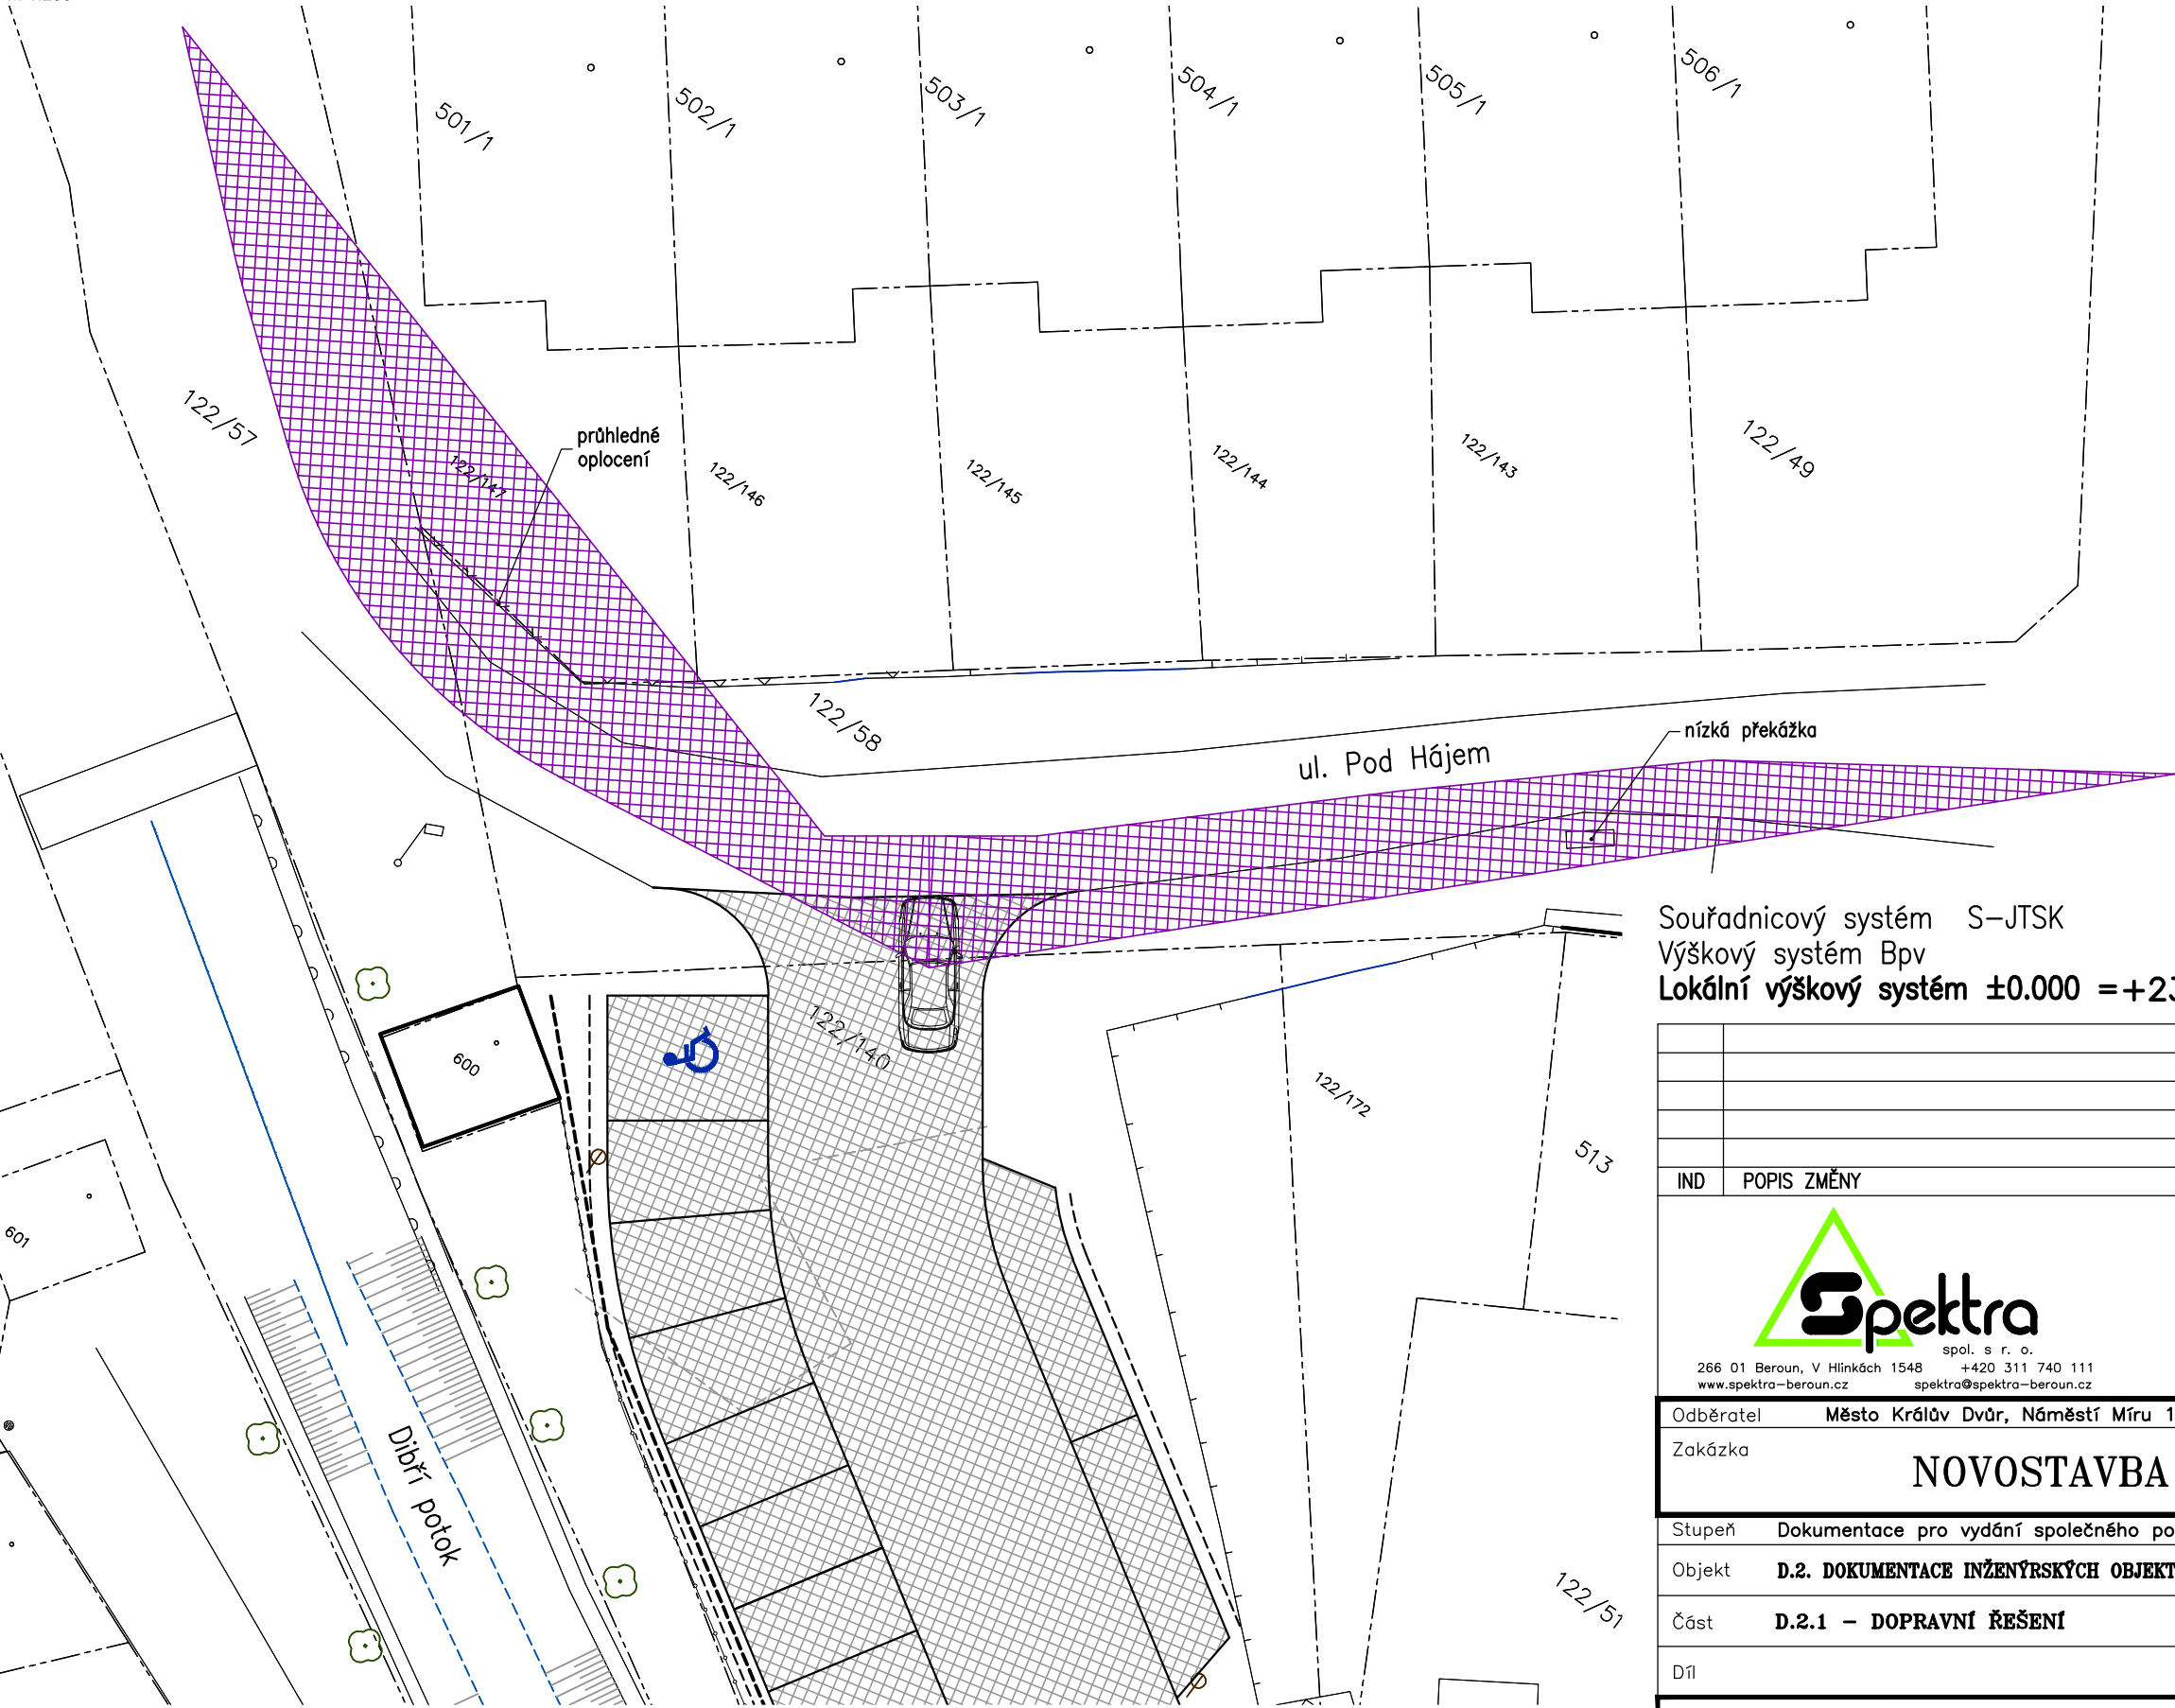 501/1
502/1
503/1
504/1
505/1
506/1
122/57
průhledné
oplocení
122/147
122/146
122/145
122/144
122/143
122/49
122/58
ul. Pod Hájem
nízká překážka
Souřadnicový systém S-JTSK
Výškový systém Bpv
Lokální výškový systém ±0.000 =+23
122/140
600
601
122/172
513
122/51
Dibří potok
IND POPIS ZMĚNY
Spektra
spol. s r. o.
266 01 Beroun, V Hlinkách 1548 +420 311 740 111
www.spektra-beroun.cz spektra@spektra-beroun.cz
Odběratel Město Králův Dvůr, Náměstí Míru 1
Zakázka
NOVOSTAVBA
Stupeň Dokumentace pro vydání společného po
Objekt D.2. DOKUMENTACE INŽENÝRSKÝCH OBJEKT
Část D.2.1 - DOPRAVNÍ ŘEŠENÍ
Díl